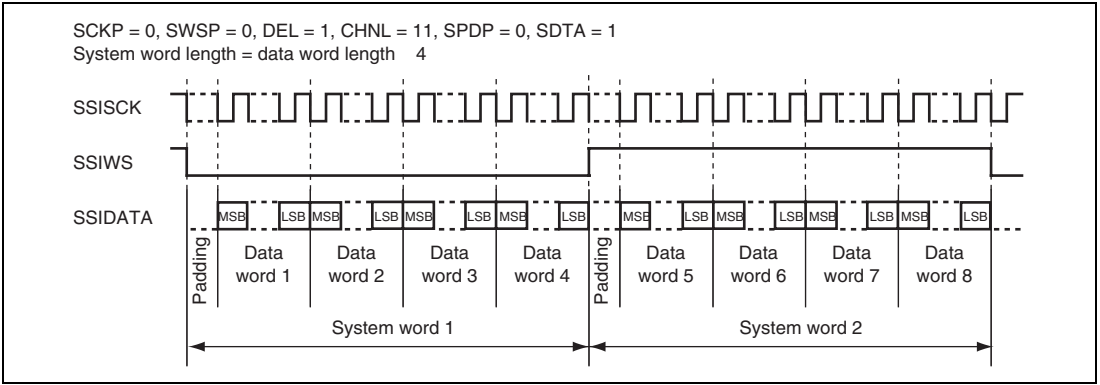 SCKP = 0, SWSP = 0, DEL = 1, CHNL = 11, SPDP = 0, SDTA = 1
System word length = data word length 4
SSISCK
SSIWS
SSIDATA
MSB LSB MSB LSB MSB LSB MSB LSB MSB LSB MSB LSB MSB LSB MSB LSB
Padding Data word 1 Data word 2 Data word 3 Data word 4 Padding Data word 5 Data word 6 Data word 7 Data word 8
System word 1 System word 2